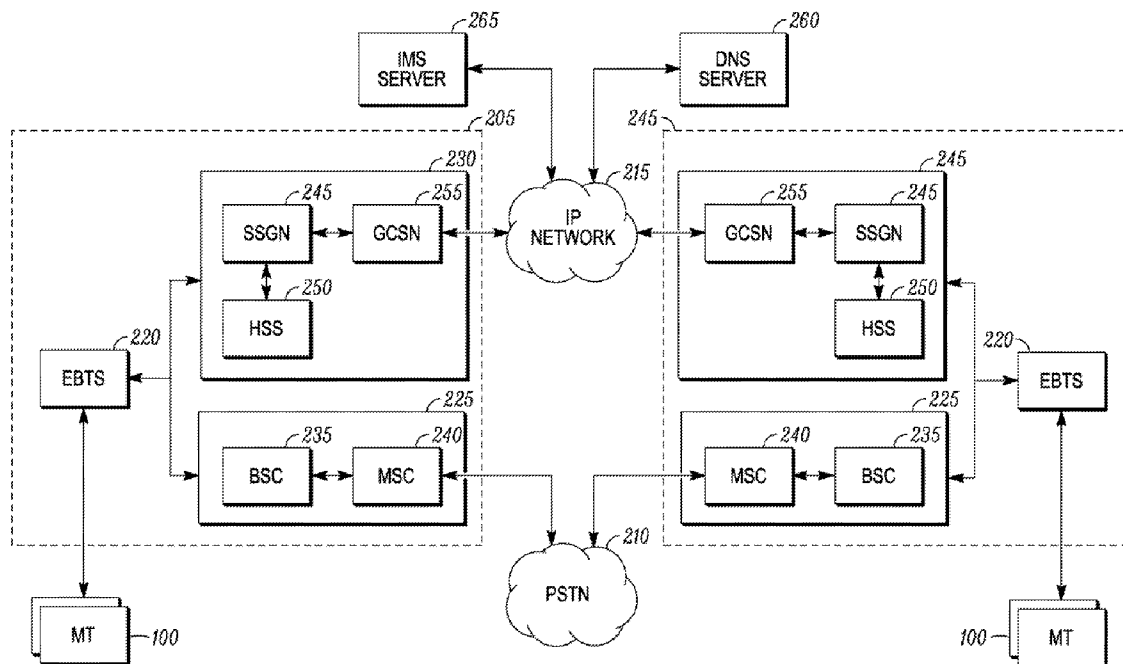 265
IMS
SERVER
260
DNS
SERVER
205
245
230
245
SSGN
255
GCSN
250
HSS
215
IP
NETWORK
245
255
GCSN
245
SSGN
250
HSS
220
EBTS
220
EBTS
225
235
BSC
240
MSC
225
240
MSC
235
BSC
210
PSTN
MT
100
100
MT